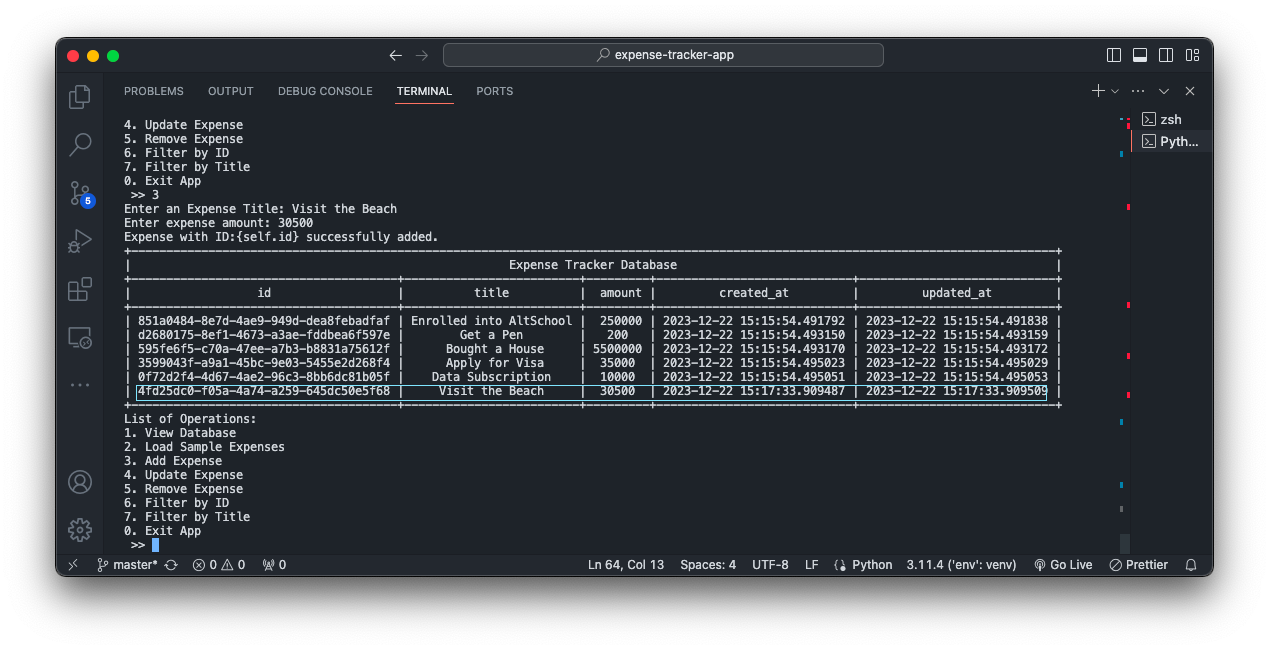 expense-tracker-app
PROBLEMS OUTPUT DEBUG CONSOLE TERMINAL PORTS
4. Update Expense
5. Remove Expense
6. Filter by ID
7. Filter by Title
0. Exit App
>> 3
Enter an Expense Title: Visit the Beach
Enter expense amount: 30500
Expense with ID:{self.id} successfully added.
+--------------------------------------------------------------------------------------------------------+
| Expense Tracker Database |
| id | title | amount | created_at | updated_at |
| 851a0484-8e7d-4ae9-949d-dea8febadfaf | Enrolled into AltSchool | 250000 | 2023-12-22 15:15:54.491792 | 2023-12-22 15:15:54.491838 |
| d2680175-8ef1-4673-a3ae-fddbea6f597e | Get a Pen | 200 | 2023-12-22 15:15:54.493150 | 2023-12-22 15:15:54.493159 |
| 595fe6f5-c70a-47ee-a7b3-b8831a75612f | Bought a House | 5500000 | 2023-12-22 15:15:54.493170 | 2023-12-22 15:15:54.493172 |
| 3599043f-a9a1-45bc-9e03-5455e2d268f4 | Apply for Visa | 35000 | 2023-12-22 15:15:54.495023 | 2023-12-22 15:15:54.495029 |
| 0f72d2f4-4d67-4ae2-96c3-8bb6dc81b05f | Data Subscription | 10000 | 2023-12-22 15:15:54.495051 | 2023-12-22 15:15:54.495053 |
| 4fd25dc0-f05a-4a74-a259-645dc50e5f68 | Visit the Beach | 30500 | 2023-12-22 15:17:33.909487 | 2023-12-22 15:17:33.909509 |
List of Operations:
1. View Database
2. Load Sample Expenses
3. Add Expense
4. Update Expense
5. Remove Expense
6. Filter by ID
7. Filter by Title
0. Exit App
>>
zsh
Pyth...
5
master* 0 0 0 Ln 64, Col 13 Spaces: 4 UTF-8 LF Python 3.11.4 ('env': venv) Go Live Prettier